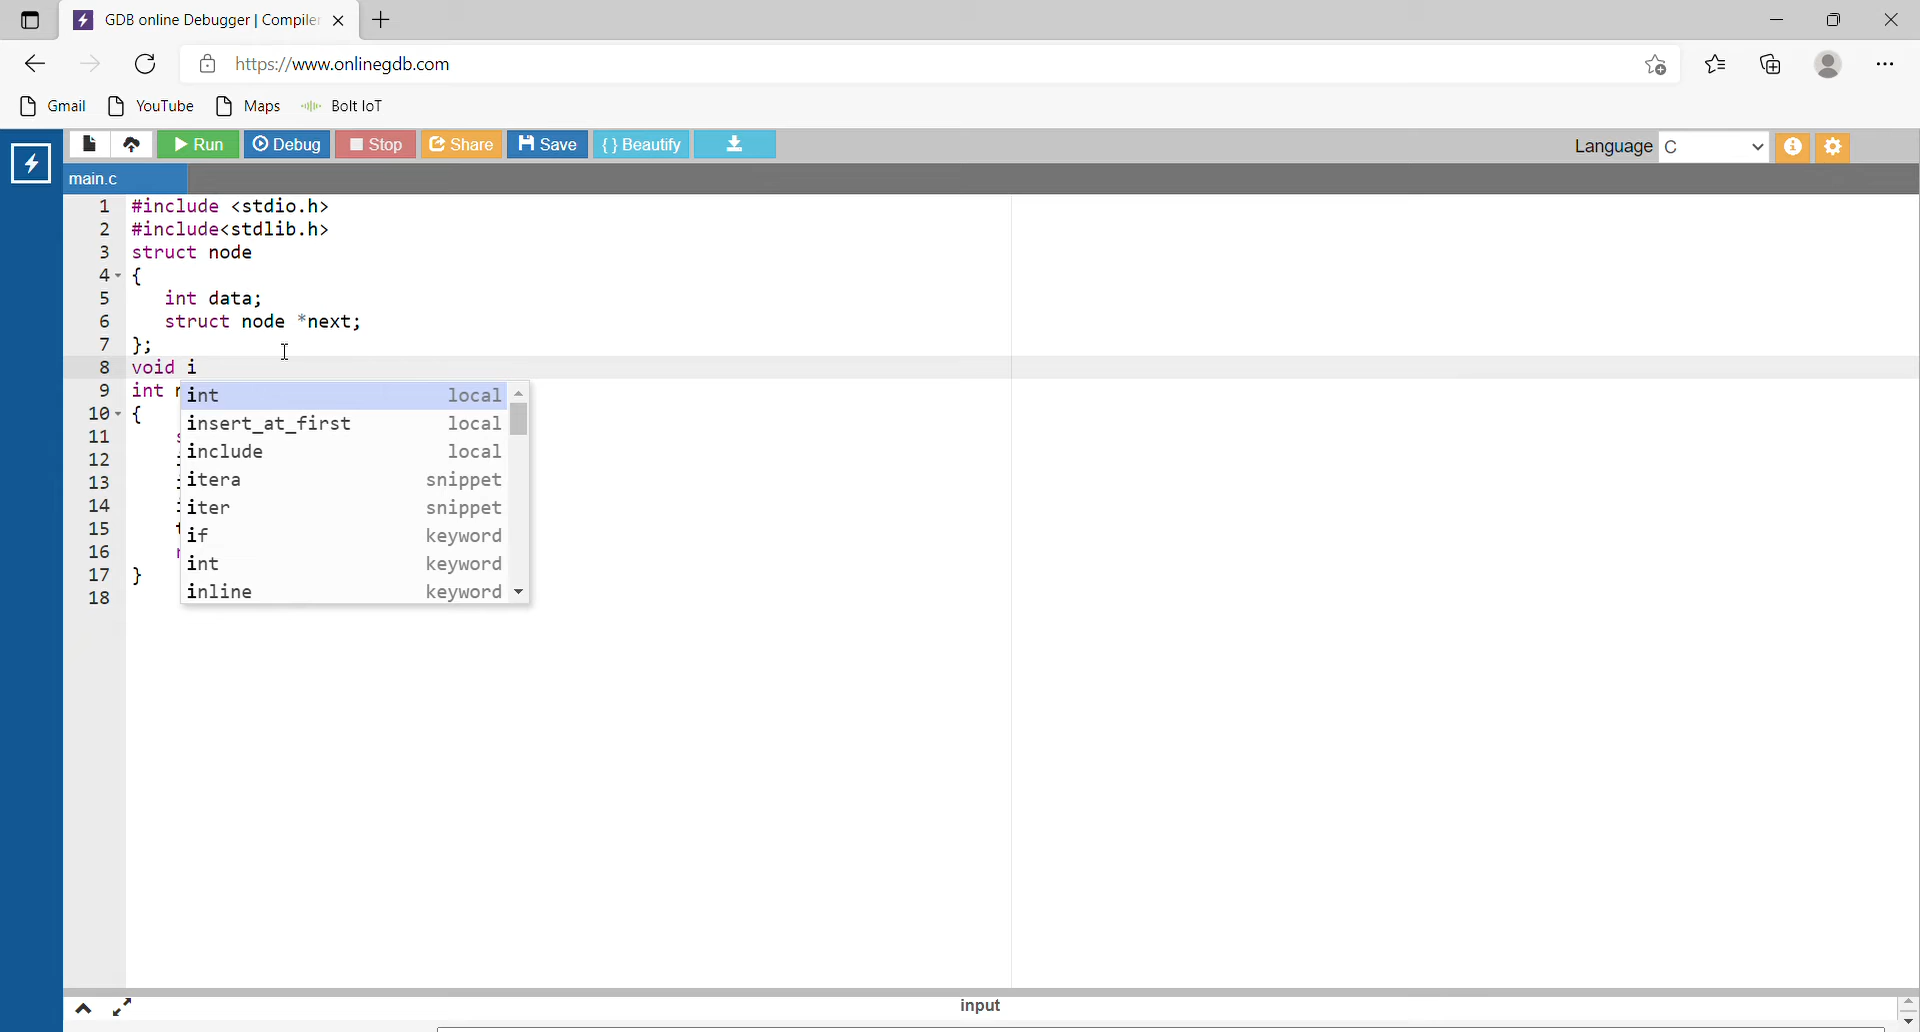 GDB online Debugger | Compile
https://www.onlinegdb.com
Gmail YouTube Maps Bolt IoT
Run Debug Stop Share Save { } Beautify Language C
main.c
1 #include <stdio.h>
2 #include<stdlib.h>
3 struct node
4 {
5 int data;
6 struct node *next;
7 };
8 void i
9 int
10 {
11
12
13
14
15
16
17 }
18
int local
insert_at_first local
include local
itera snippet
iter snippet
if keyword
int keyword
inline keyword
input